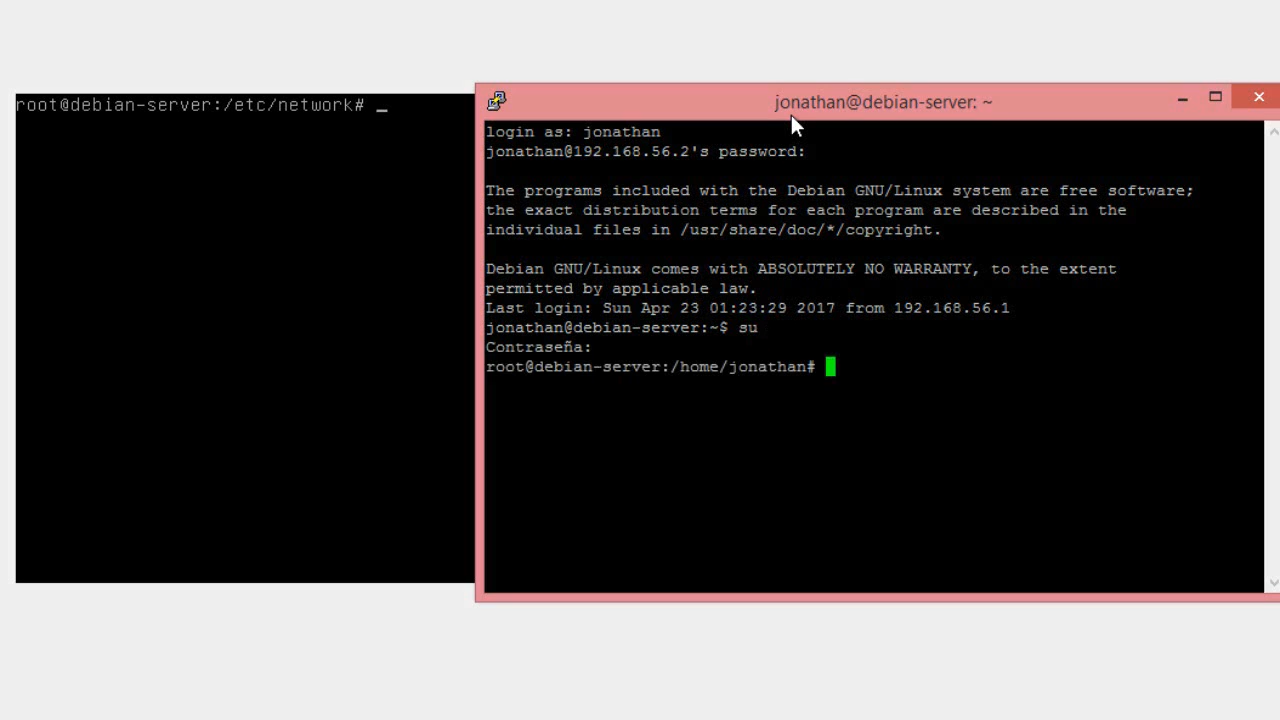 root@debian-server:/etc/network# _
jonathan@debian-server: ~
login as: jonathan
jonathan@192.168.56.2's password:
The programs included with the Debian GNU/Linux system are free software;
the exact distribution terms for each program are described in the
individual files in /usr/share/doc/*/copyright.
Debian GNU/Linux comes with ABSOLUTELY NO WARRANTY, to the extent
permitted by applicable law.
Last login: Sun Apr 23 01:23:29 2017 from 192.168.56.1
jonathan@debian-server:~$ su
Contraseña:
root@debian-server:/home/jonathan#